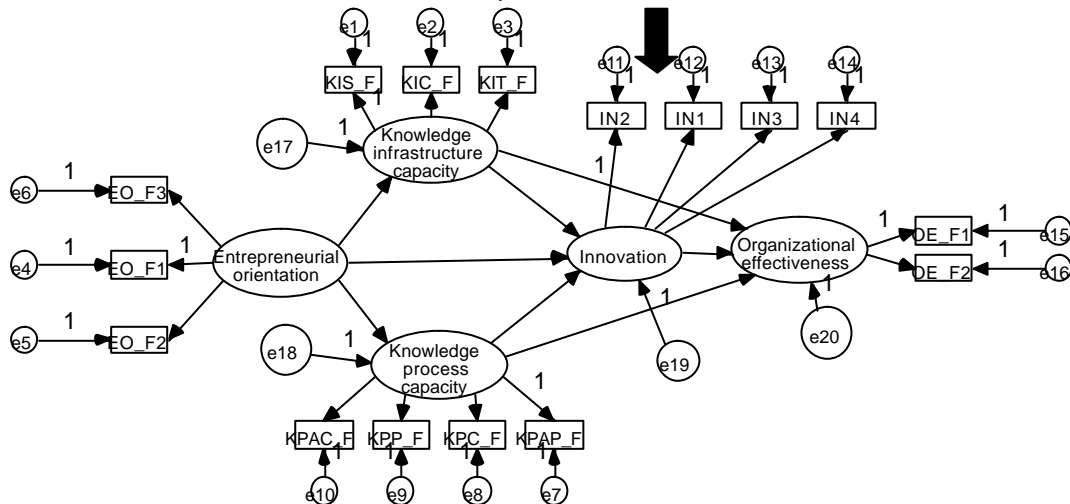 e1
e2
e3
1
1
1
KIS_F
KIC_F
KIT_F
1
e11
e12
e13
e14
1
1
1
1
IN2
IN1
IN3
IN4
e17
1
Knowledge
infrastructure
capacity
1
e6
1
EO_F3
e4
1
EO_F1
1
e5
1
EO_F2
Entrepreneurial
orientation
Innovation
Organizational
effectiveness
1
OE_F1
1
e15
OE_F2
1
e16
e18
1
Knowledge
process
capacity
1
1
e19
1
e20
KPAC_F
KPP_F
KPC_F
KPAP_F
1
1
1
1
e10
e9
e8
e7